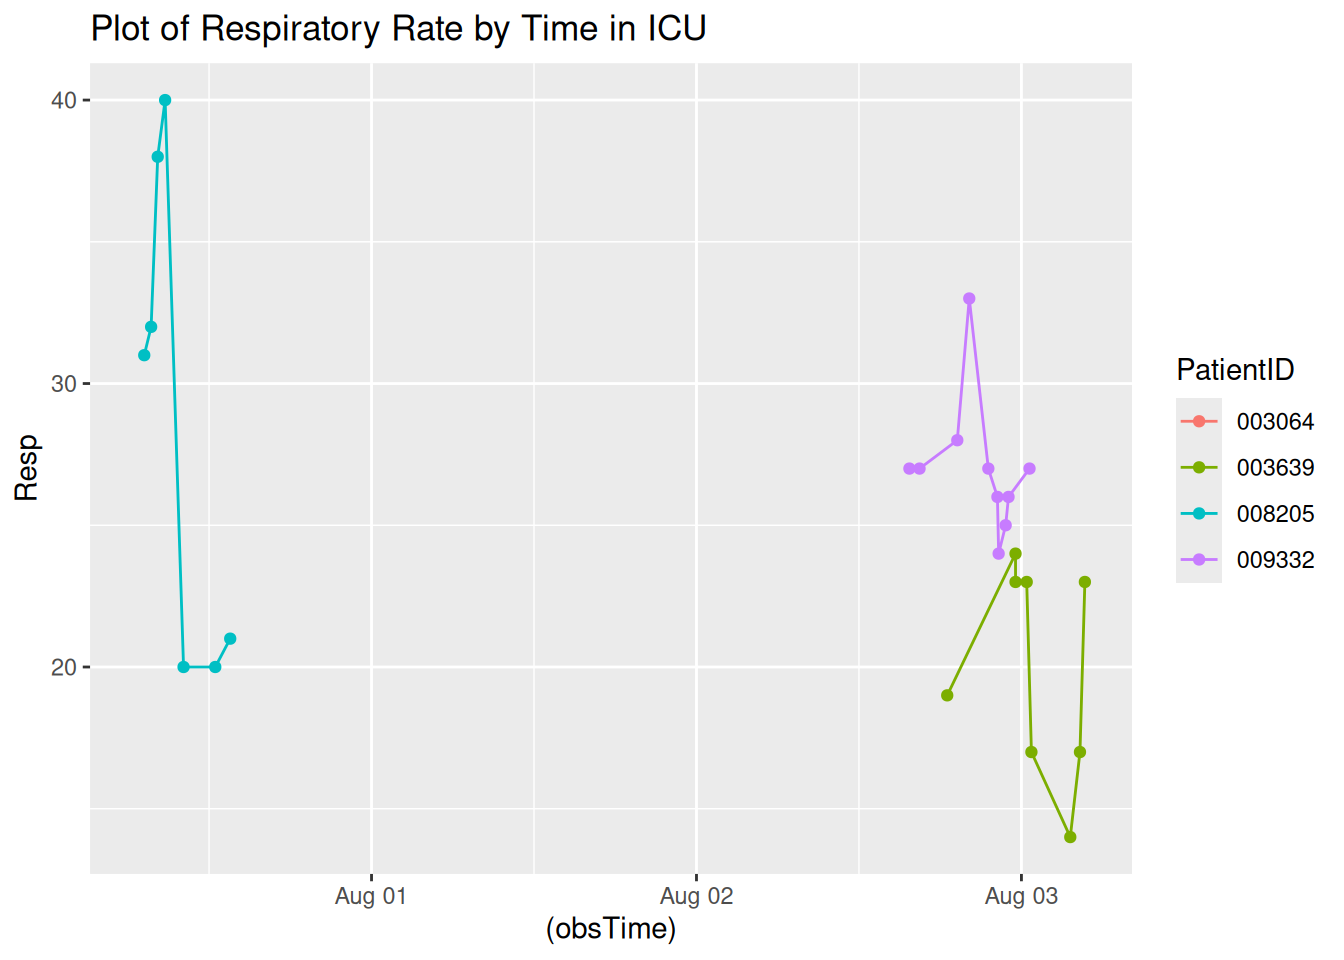 Plot of Respiratory Rate by Time in ICU
40
30
20
Resp
Aug 01
Aug 02
Aug 03
(obsTime)
PatientID
003064
003639
008205
009332